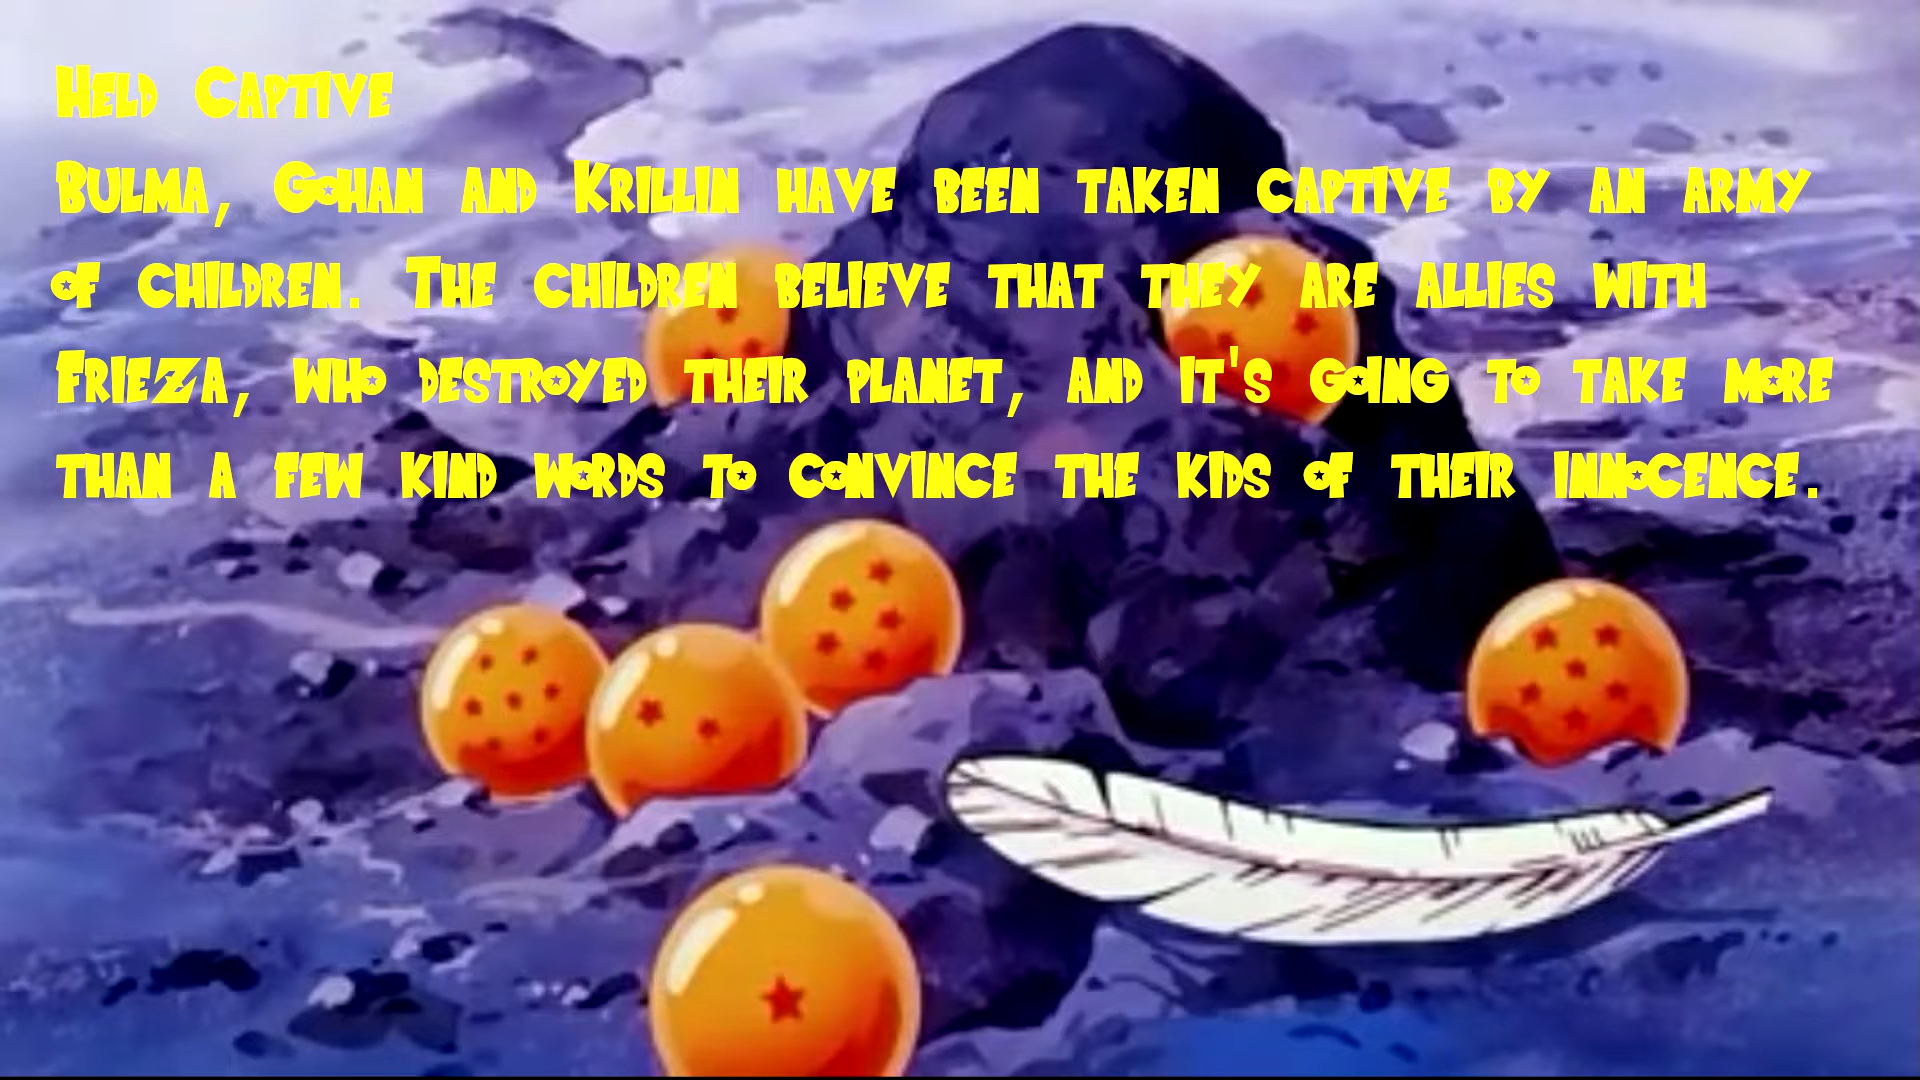 Held Captive
Bulma, Gohan and Krillin have been taken captive by an army
of children. The children believe that they are allies with
Frieza, who destroyed their planet, and it's going to take more
than a few kind words to convince the kids of their innocence.